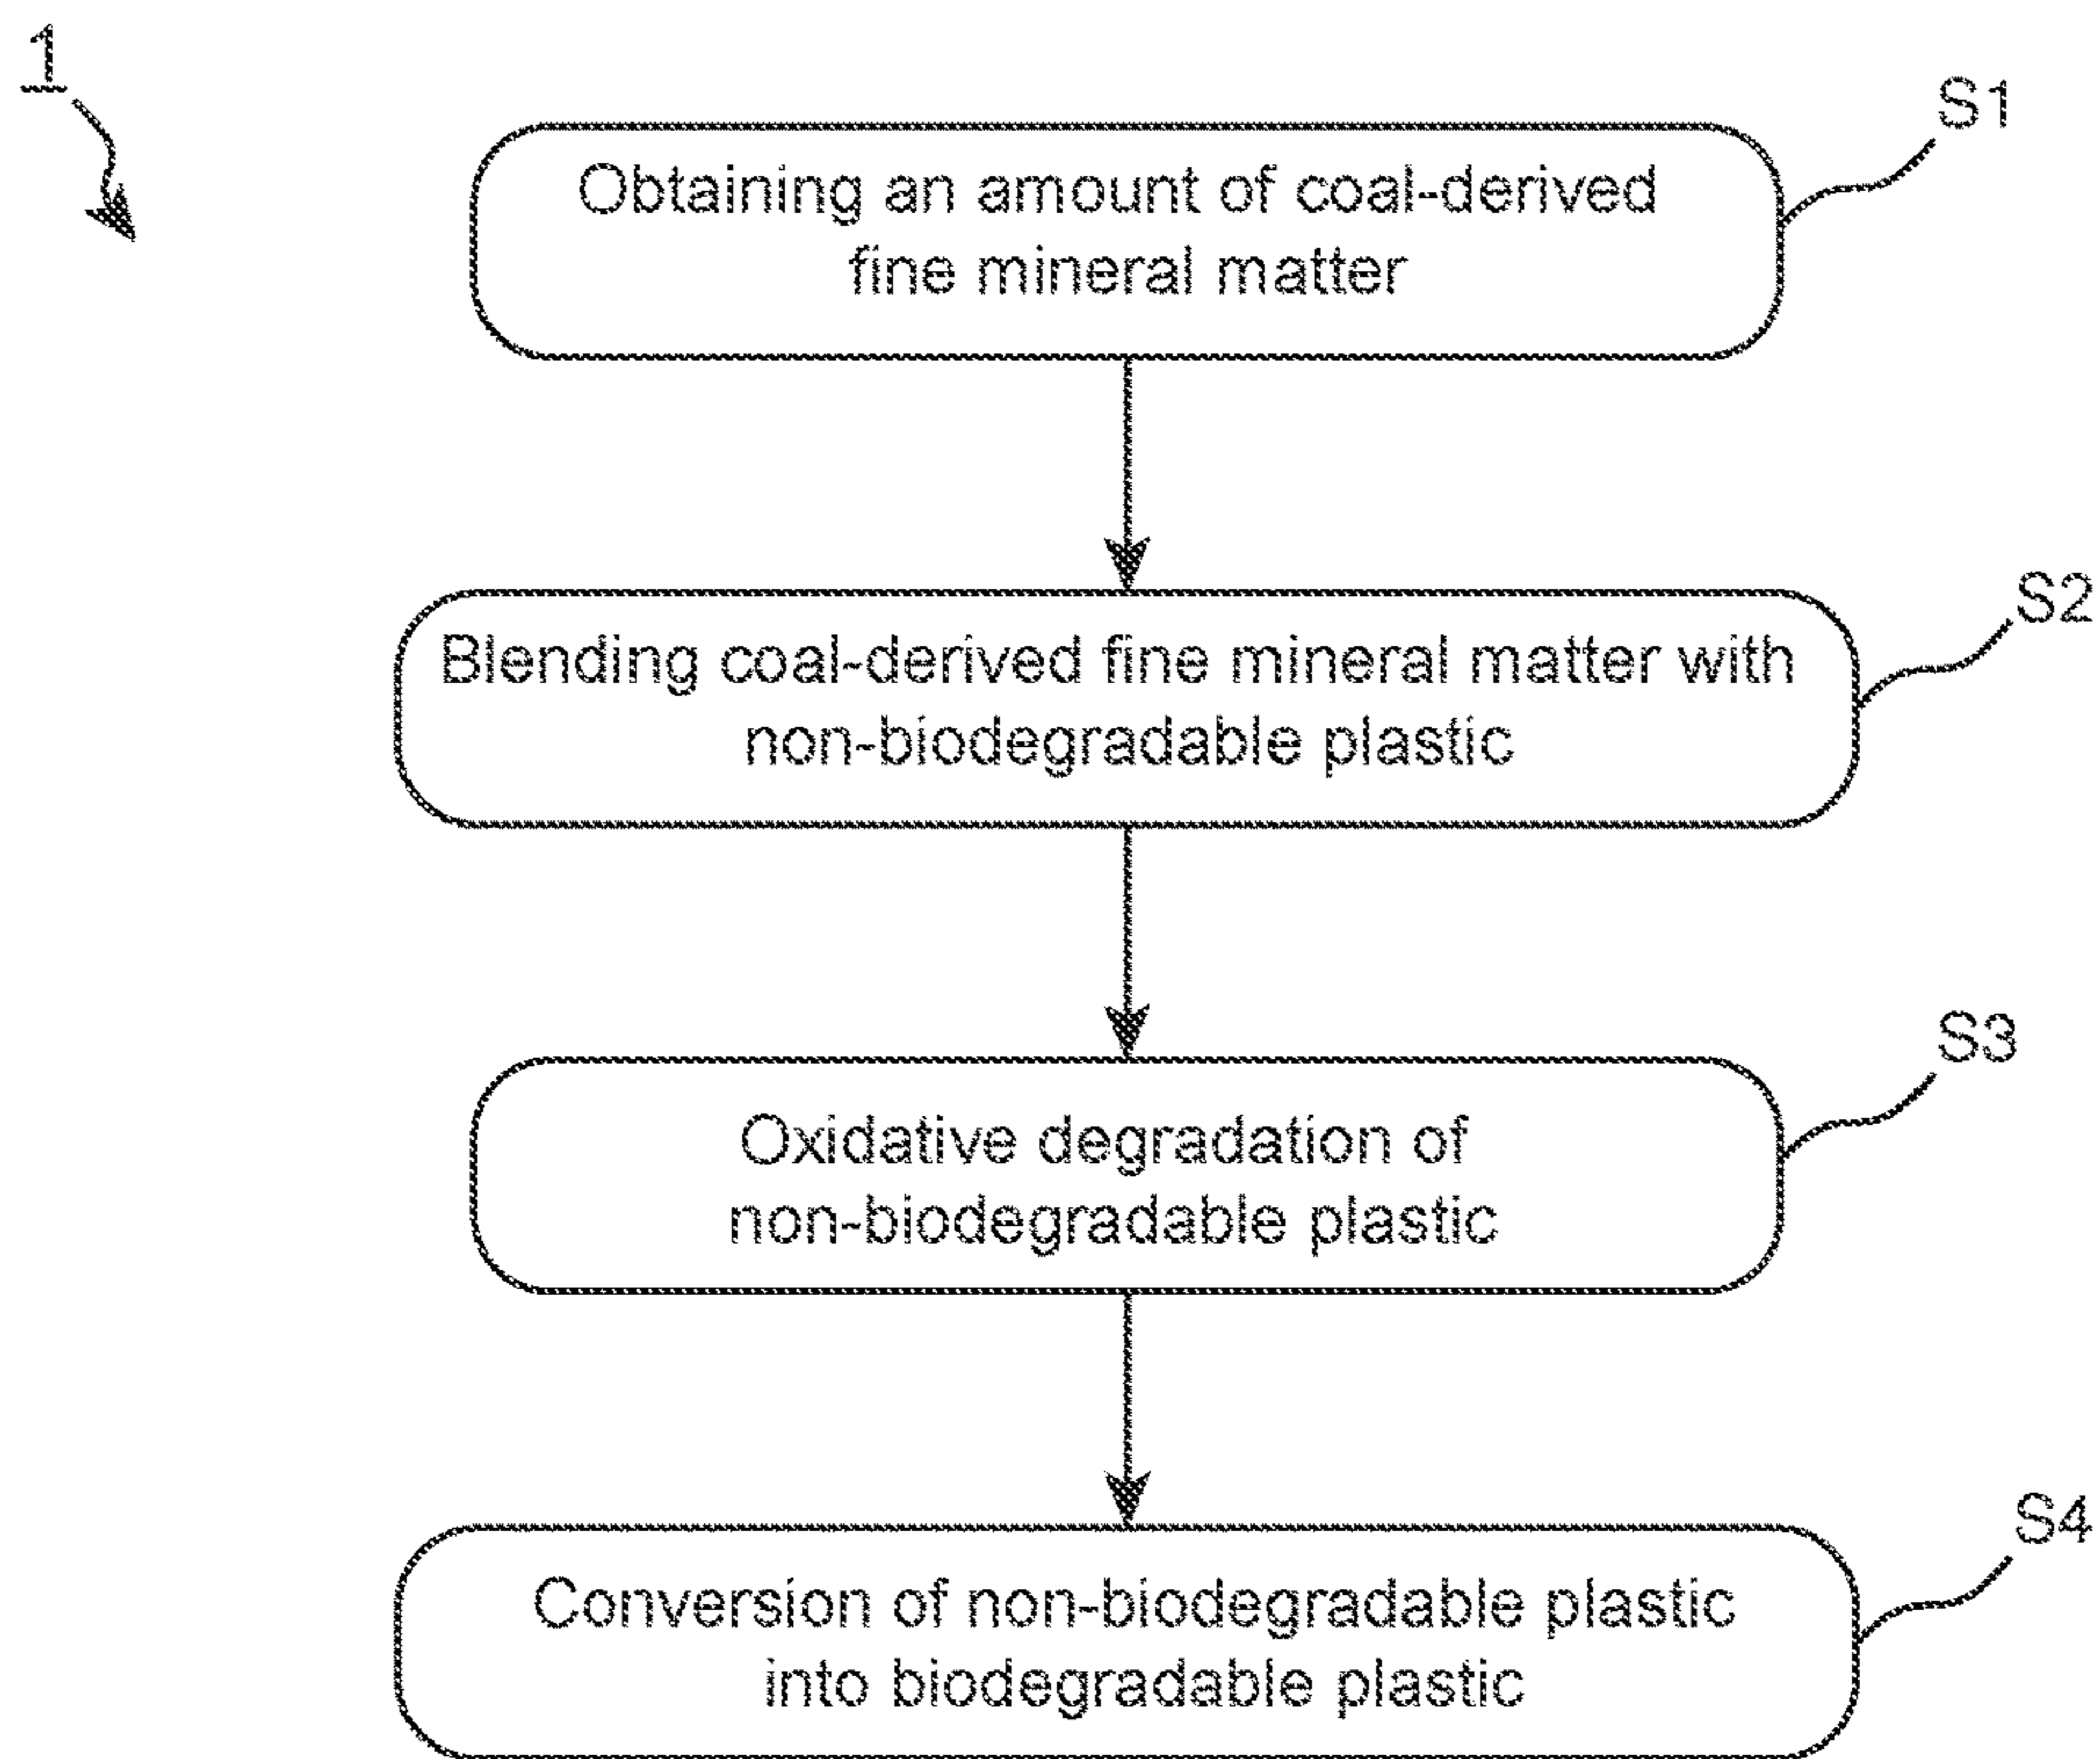 1
S1
Obtaining an amount of coal-derived
fine mineral matter
S2
Blending coal-derived fine mineral matter with
non-biodegradable plastic
S3
Oxidative degradation of
non-biodegradable plastic
S4
Conversion of non-biodegradable plastic
into biodegradable plastic